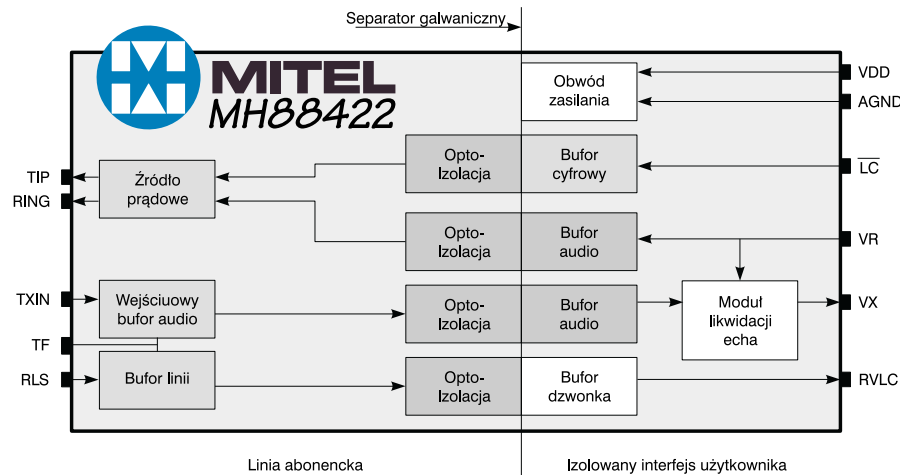 Separator galwaniczny
MITEL
MH88422
Obwód
zasilania
VDD
AGND
Opto-
Izolacja
Bufor
cyfrowy
LC
TIP
RING
Źródło
prądowe
Opto-
Izolacja
Bufor
audio
VR
TXIN
Wejściuowy
bufor audio
Opto-
Izolacja
Bufor
audio
Moduł
likwidacji
echa
VX
TF
RLS
Bufor linii
Opto-
Izolacja
Bufor
dzwonka
RVLC
Linia abonencka
Izolowany interfejs użytkownika